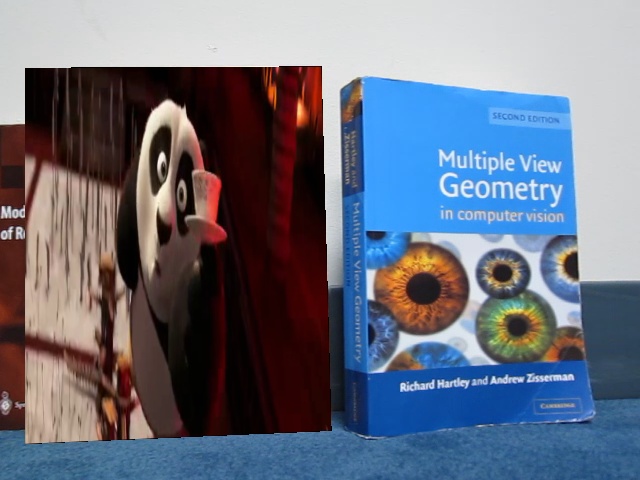 Mod
of R
SECOND EDITION
Multiple View
Geometry
in computer vision
Hartley and
Zisserman
Multiple View Geometry
Richard Hartley and Andrew Zisserman
CAMBRIDGE